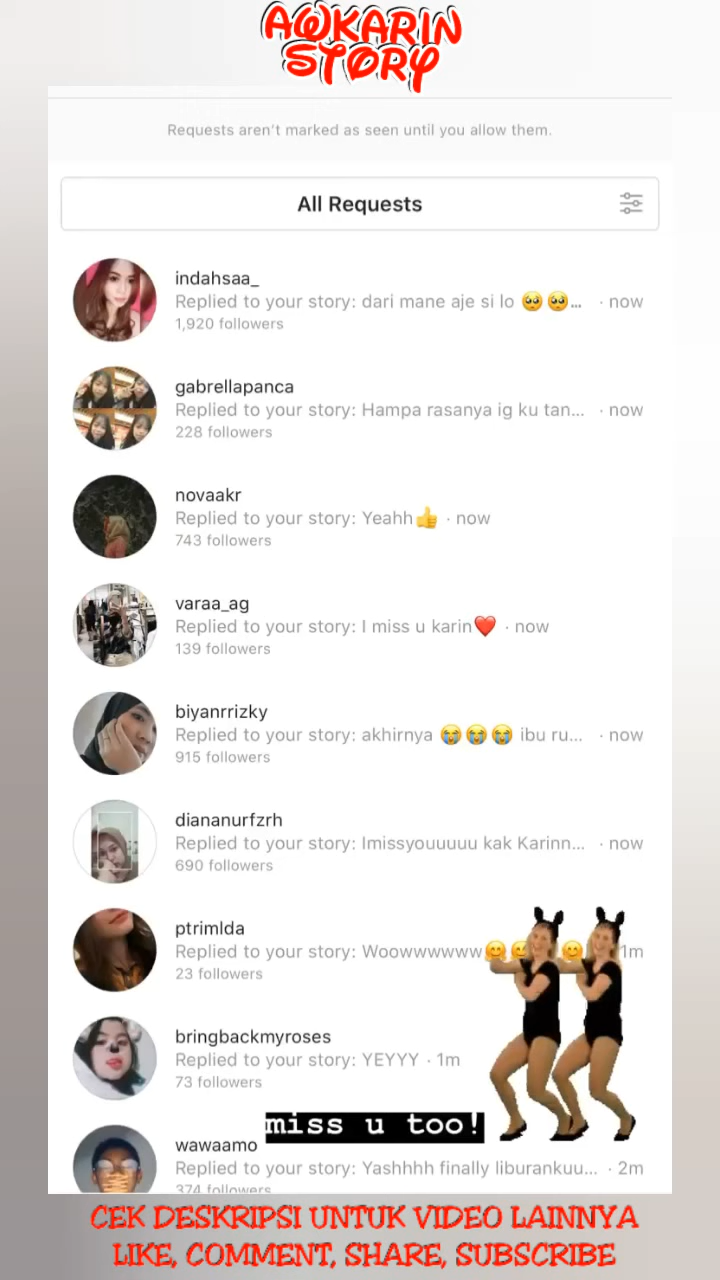 AWKARIN
STORY
Requests aren't marked as seen until you allow them.
All Requests
indahsaa_
Replied to your story: dari mane aje si lo 🥺🥺... · now
1,920 followers
gabrellapanca
Replied to your story: Hampa rasanya ig ku tan... · now
228 followers
novaakr
Replied to your story: Yeahh👍 · now
743 followers
varaa_ag
Replied to your story: I miss u karin❤️ · now
139 followers
biyanrrizky
Replied to your story: akhirnya 😭😭😭 ibu ru... · now
915 followers
diananurfzrh
Replied to your story: Imissyouuuuu kak Karinn... · now
690 followers
ptrimlda
Replied to your story: Woowwwwww🤗🤗🤗 1m
23 followers
bringbackmyroses
Replied to your story: YEYYY · 1m
73 followers
miss u too!
wawaamo
Replied to your story: Yashhhh finally liburankuu... · 2m
374 followers
CEK DESKRIPSI UNTUK VIDEO LAINNYA
LIKE, COMMENT, SHARE, SUBSCRIBE